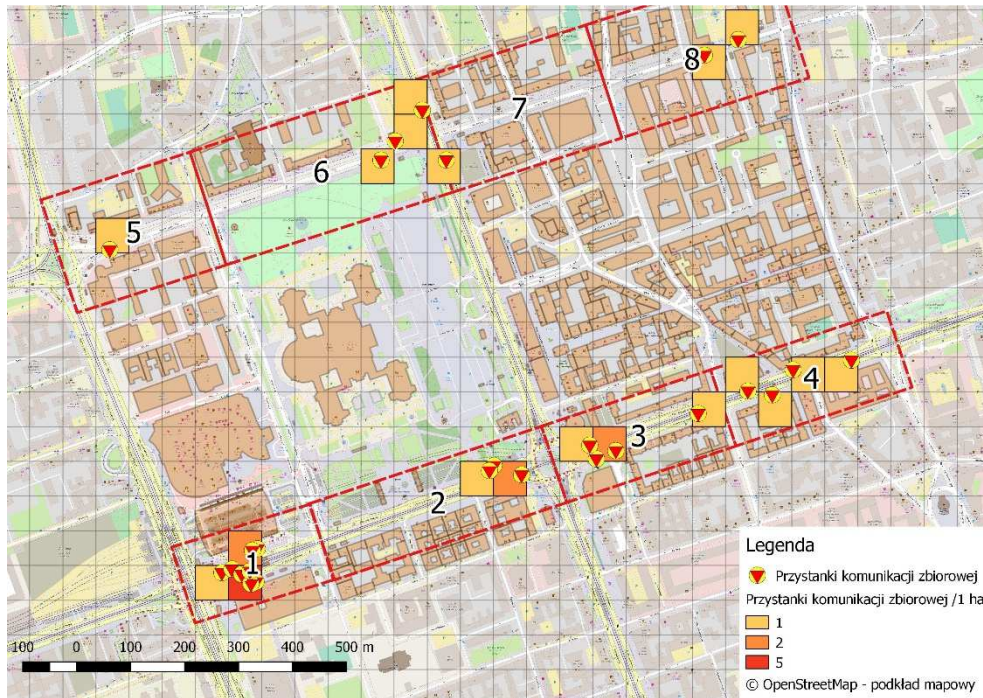 8
7
6
5
4
3
2
1
Legenda
Przystanki komunikacji zbiorowej
Przystanki komunikacji zbiorowej /1 ha
1
2
5
100 0 100 200 300 400 500 m
© OpenStreetMap - podkład mapowy